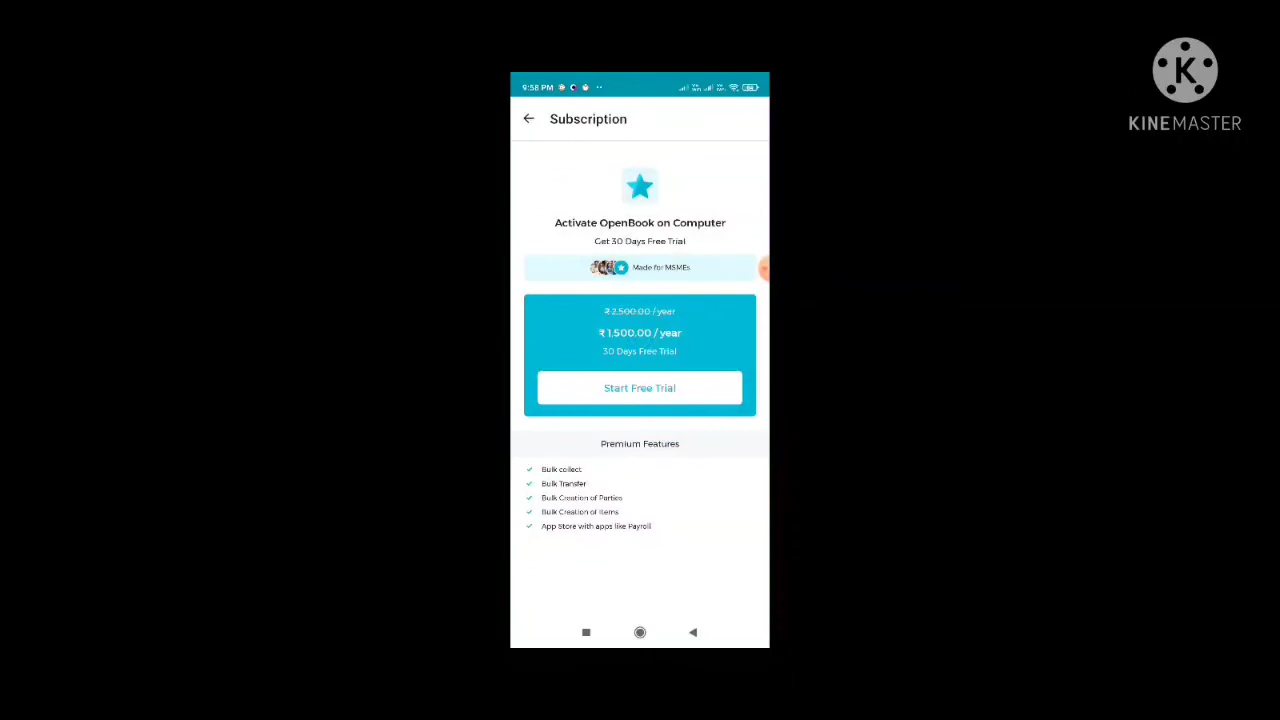 9:58 PM
KINEMASTER
Subscription
Activate OpenBook on Computer
Get 30 Days Free Trial
Made for MSMEs
₹ 2,500.00 / year
₹ 1,500.00 / year
30 Days Free Trial
Start Free Trial
Premium Features
Bulk collect
Bulk Transfer
Bulk Creation of Parties
Bulk Creation of Items
App Store with apps like Payroll